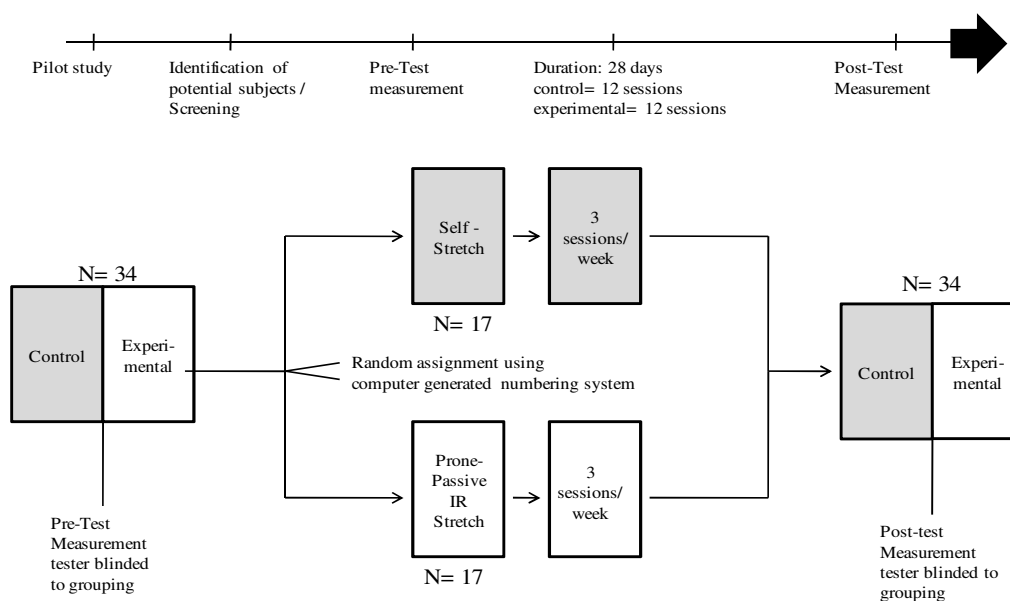 Pilot study
Identification of
potential subjects /
Screening
Pre-Test
measurement
Duration: 28 days
control= 12 sessions
experimental= 12 sessions
Post-Test
Measurement
N= 34
Control
Experi-
mental
Pre-Test
Measurement
tester blinded
to grouping
Self -
Stretch
N= 17
3
sessions/
week
Random assignment using
computer generated numbering system
Prone-
Passive
IR
Stretch
N= 17
3
sessions/
week
N= 34
Control
Experi-
mental
Post-test
Measurement
tester blinded to
grouping